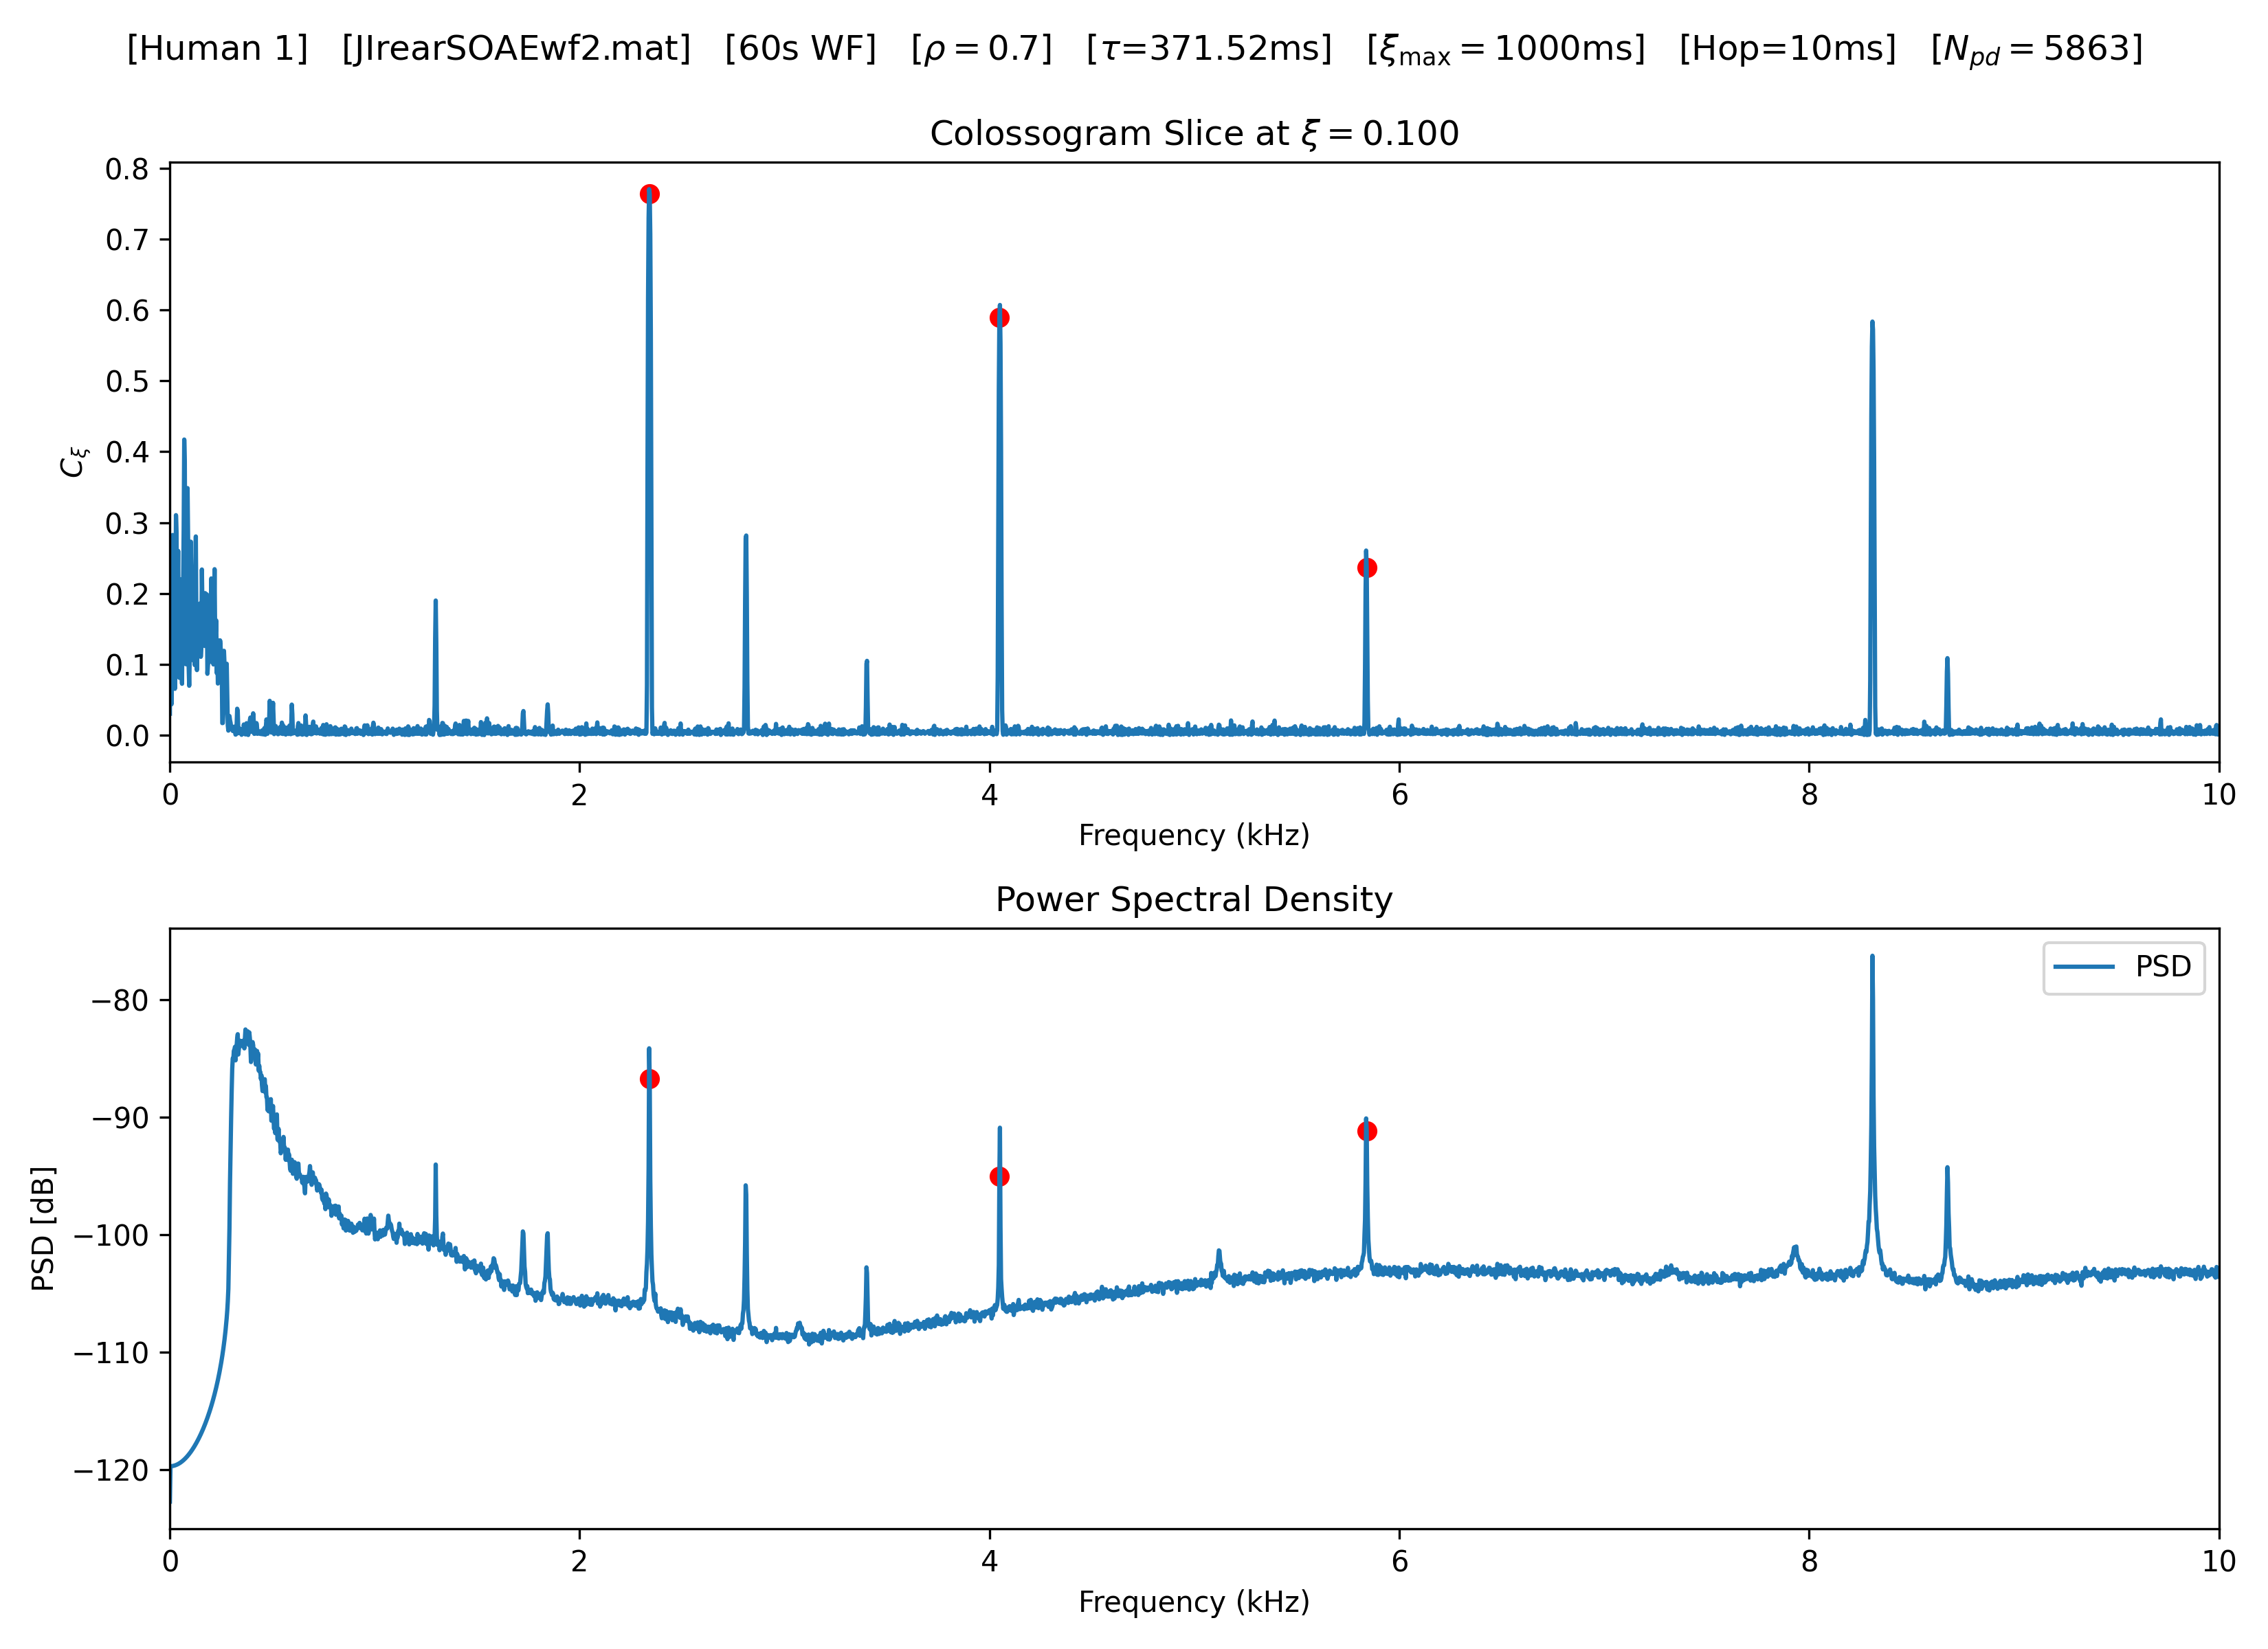 [Human 1] [JIrearSOAEwf2.mat] [60s WF] [ρ = 0.7] [τ=371.52ms] [ξmax = 1000ms] [Hop=10ms] [Npd = 5863]
Colossogram Slice at ξ = 0.100
0.8
0.7
0.6
0.5
0.4
0.3
0.2
0.1
0.0
Cξ
0 2 4 6 8 10
Frequency (kHz)
Power Spectral Density
PSD
−80
−90
−100
−110
−120
PSD [dB]
0 2 4 6 8 10
Frequency (kHz)